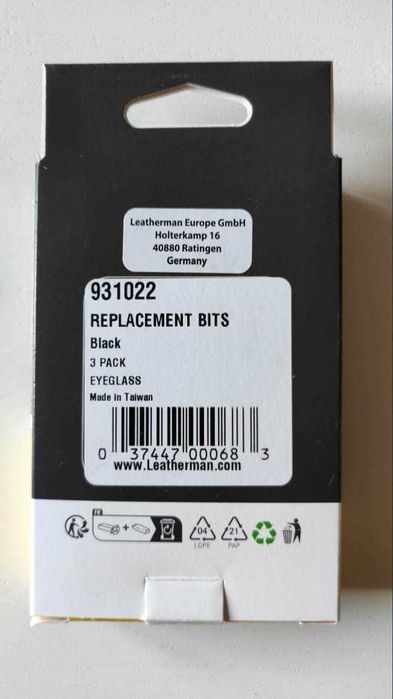 Leatherman Europe GmbH
Holterkamp 16
40880 Ratingen
Germany
931022
REPLACEMENT BITS
Black
3 PACK
EYEGLASS
Made in Taiwan
0 37447 00068 3
www.Leatherman.com
FR
+
04
LDPE
21
PAP